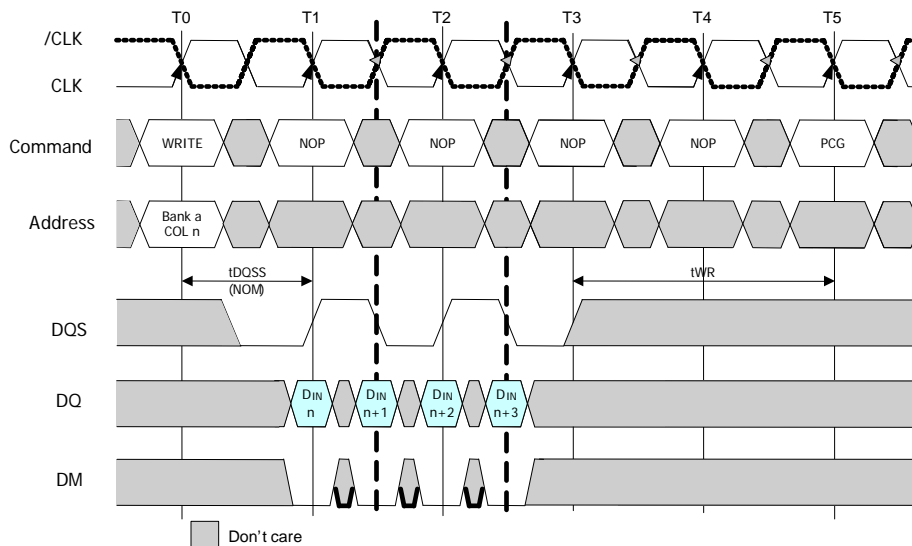 T0 T1 T2 T3 T4 T5
/CLK
CLK
Command WRITE NOP NOP NOP NOP PCG
Address Bank a
COL n
tDQSS
(NOM)
tWR
DQS
DQ DIN
n DIN
n+1 DIN
n+2 DIN
n+3
DM
Don't care